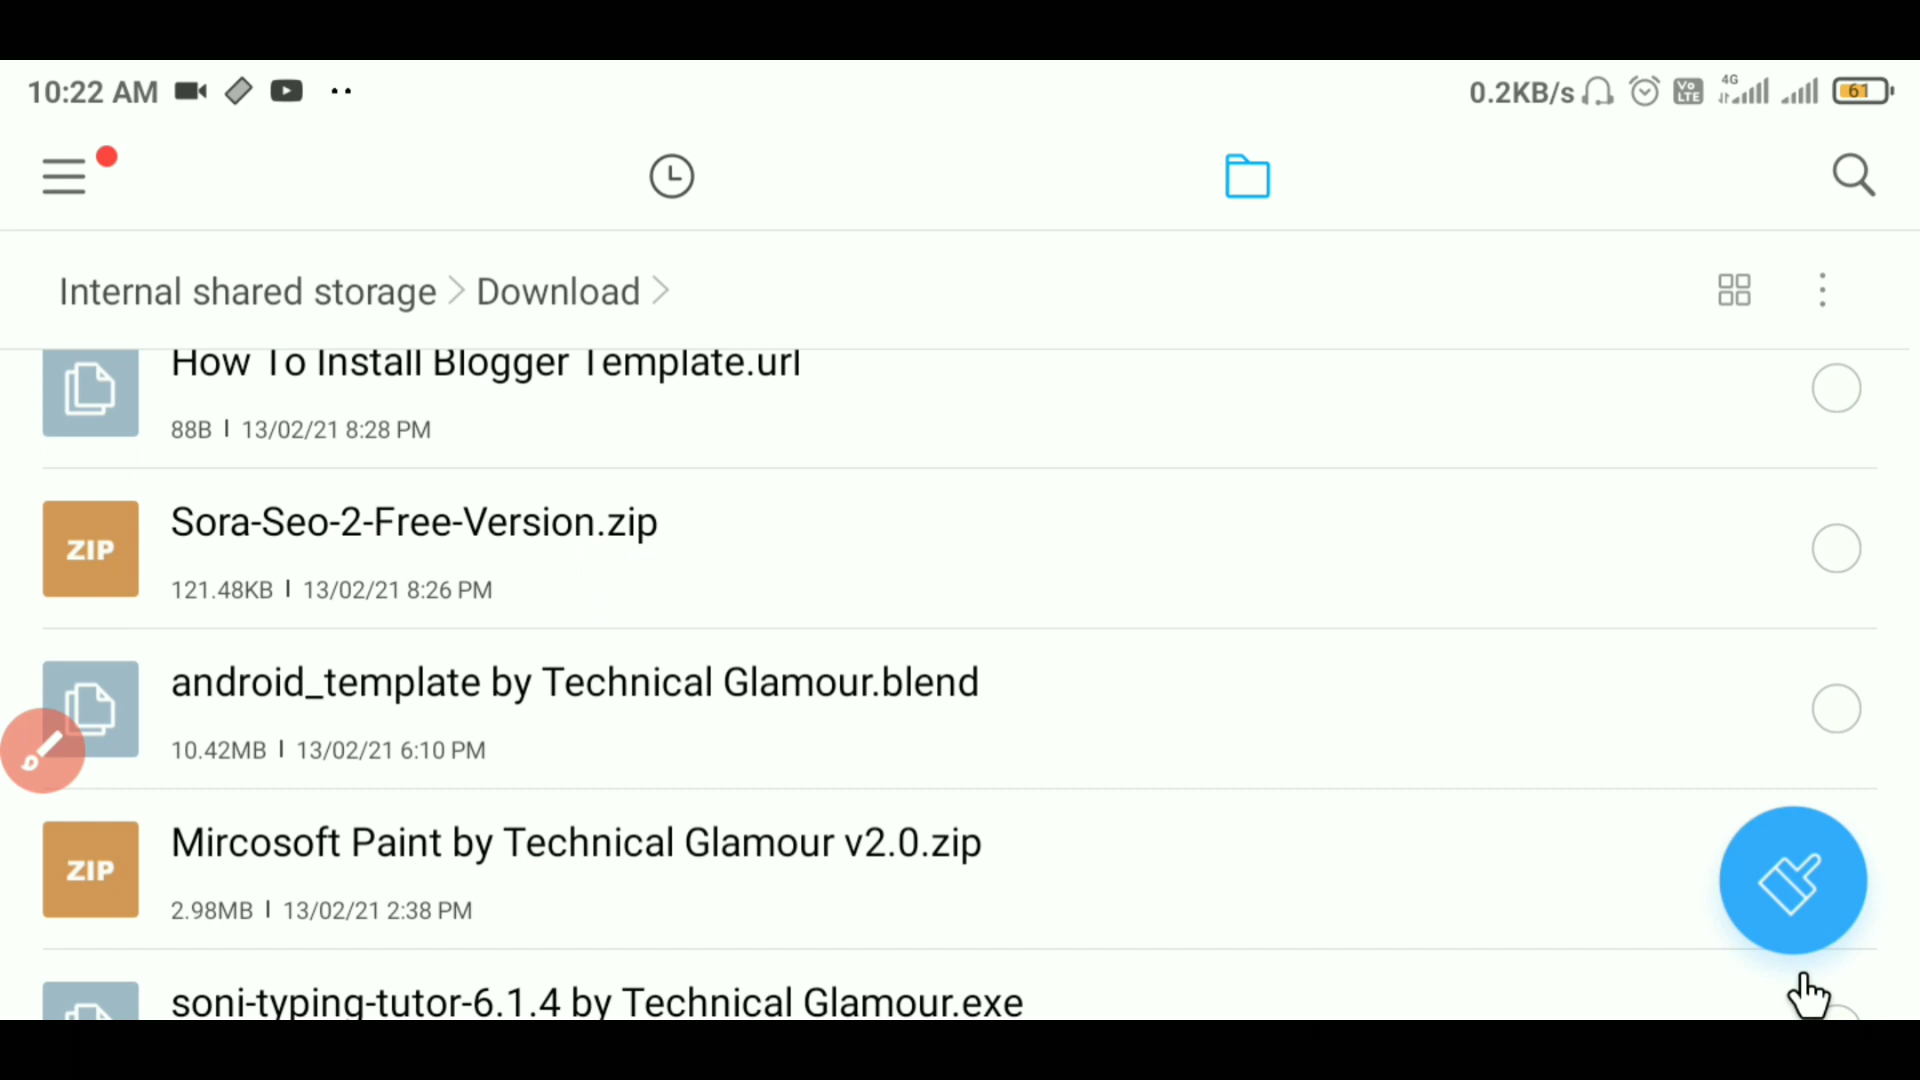 10:22 AM
0.2KB/s
Vo LTE
4G
61
Internal shared storage
Download
How To Install Blogger Template.url
88B | 13/02/21 8:28 PM
ZIP
Sora-Seo-2-Free-Version.zip
121.48KB | 13/02/21 8:26 PM
android_template by Technical Glamour.blend
10.42MB | 13/02/21 6:10 PM
ZIP
Mircosoft Paint by Technical Glamour v2.0.zip
2.98MB | 13/02/21 2:38 PM
soni-typing-tutor-6.1.4 by Technical Glamour.exe